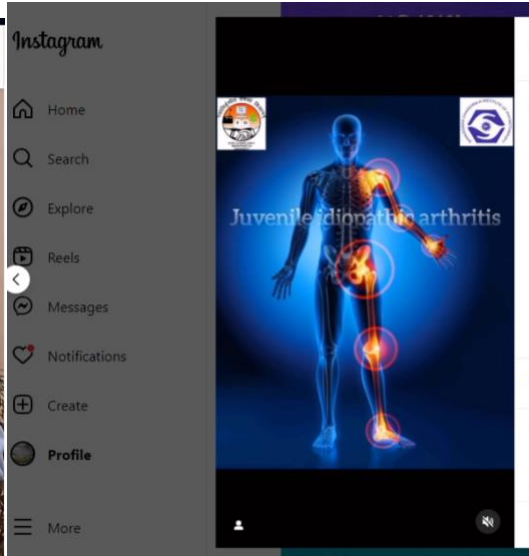 Instagram
Home
Search
Explore
Reels
Messages
Notifications
Create
Profile
More
Juvenile idiopathic arthritis